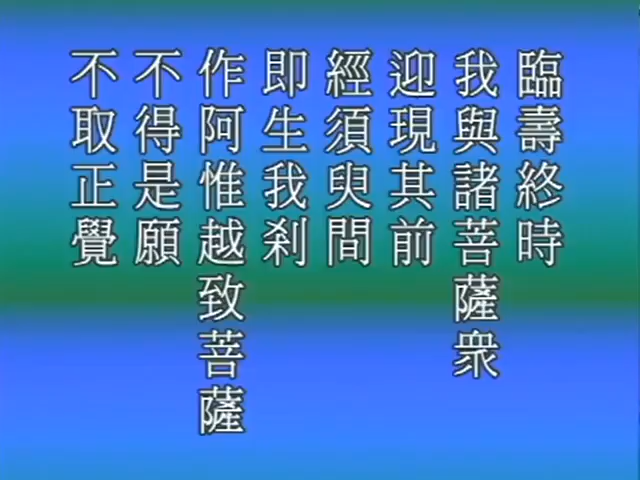 臨壽終時
我與諸菩薩眾
迎現其前
經須臾間
即生我剎
作阿惟越致菩薩
不得是願
不取正覺